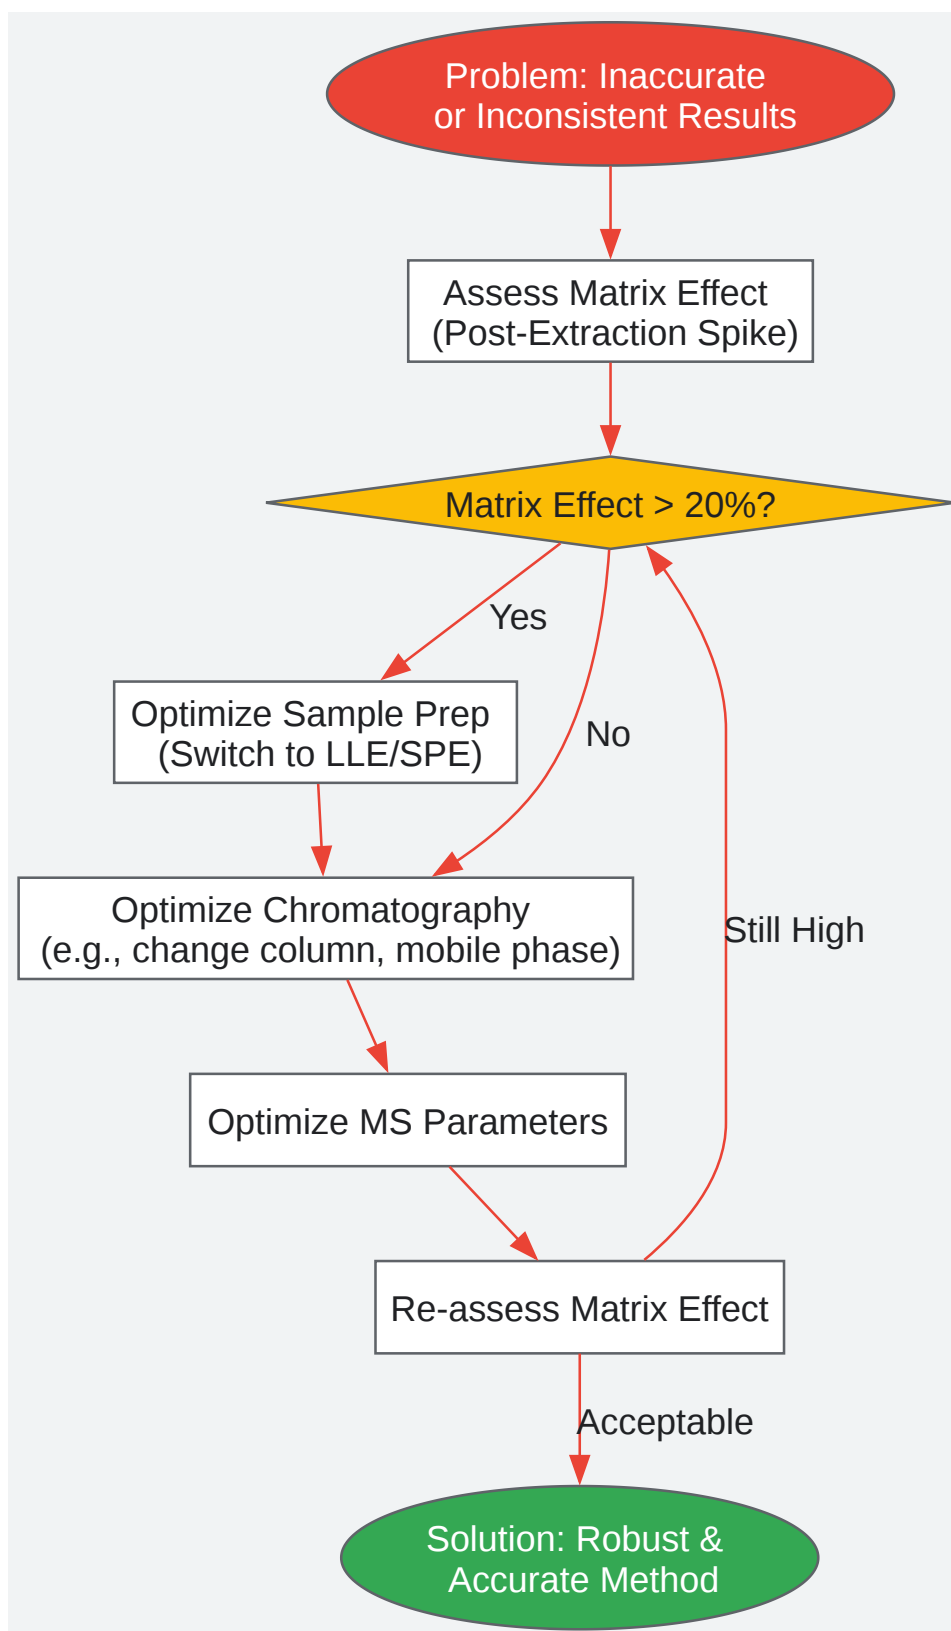 Problem: Inaccurate
or Inconsistent Results
Assess Matrix Effect
(Post-Extraction Spike)
Matrix Effect > 20%?
Yes
Optimize Sample Prep
(Switch to LLE/SPE)
No
Optimize Chromatography
(e.g., change column, mobile phase)
Still High
Optimize MS Parameters
Re-assess Matrix Effect
Acceptable
Solution: Robust &
Accurate Method